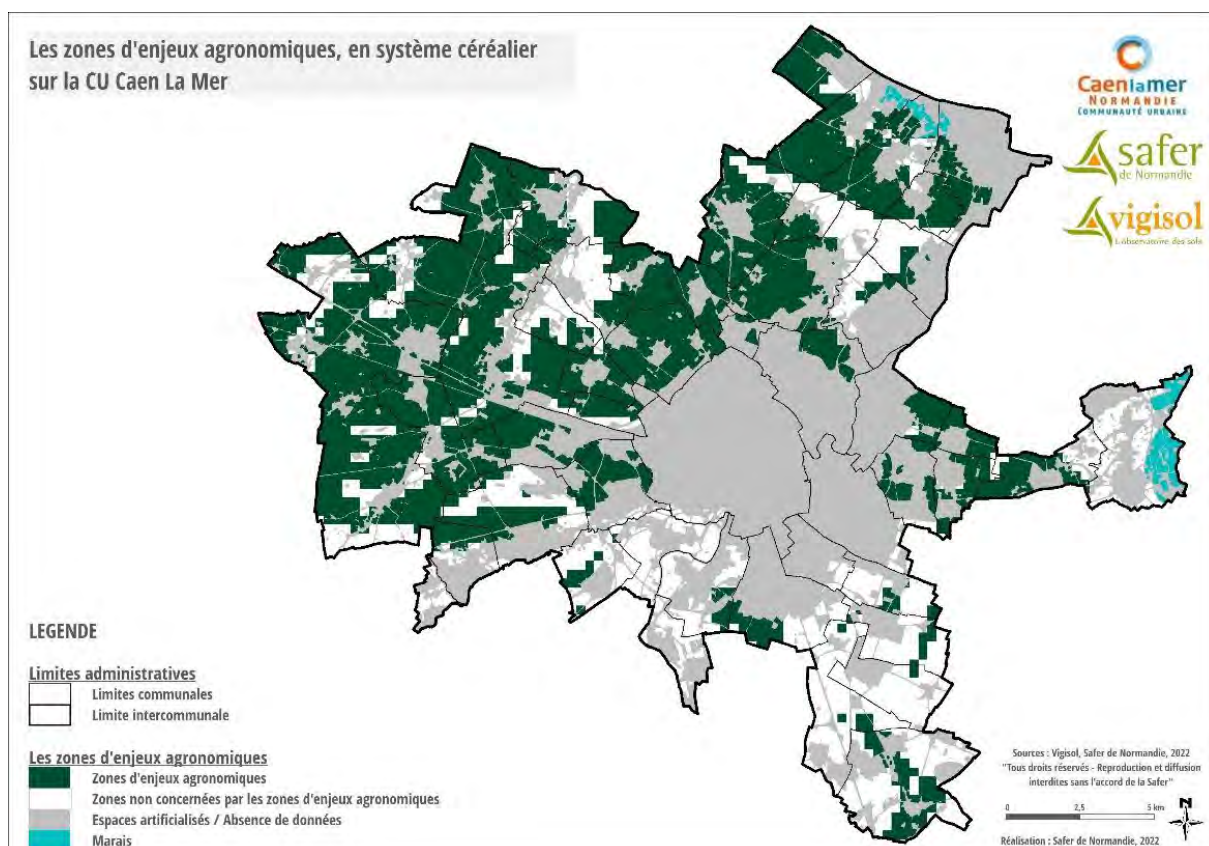 Les zones d'enjeux agronomiques, en système céréalier
sur la CU Caen La Mer
Caenlamer
NORMANDIE
COMMUNAUTÉ URBAINE
safer
de Normandie
vigisol
L'observatoire des sols
LEGENDE
Limites administratives
Limites communales
Limite intercommunale
Les zones d'enjeux agronomiques
Zones d'enjeux agronomiques
Zones non concernées par les zones d'enjeux agronomiques
Espaces artificialisés / Absence de données
Marais
Sources : Vigisol, Safer de Normandie, 2022
"Tous droits réservés - Reproduction et diffusion
interdites sans l'accord de la Safer"
0 2,5 5 km
N
Réalisation : Safer de Normandie, 2022